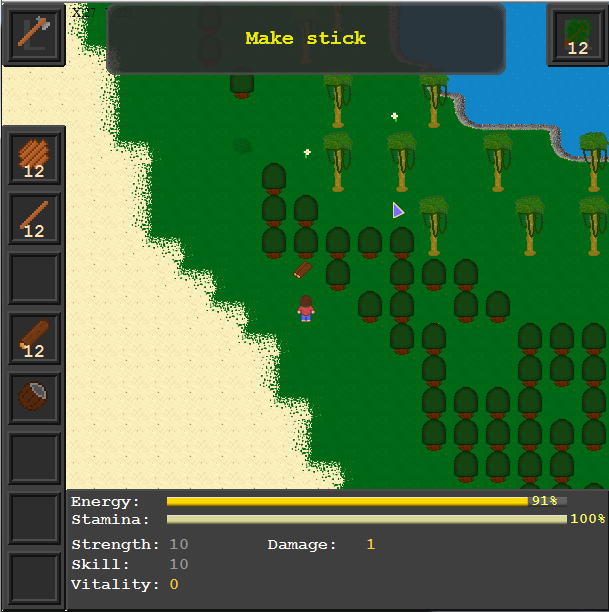 Make stick
12
12
12
12
Energy: 91%
Stamina: 100%
Strength: 10 Damage: 1
Skill: 10
Vitality: 0